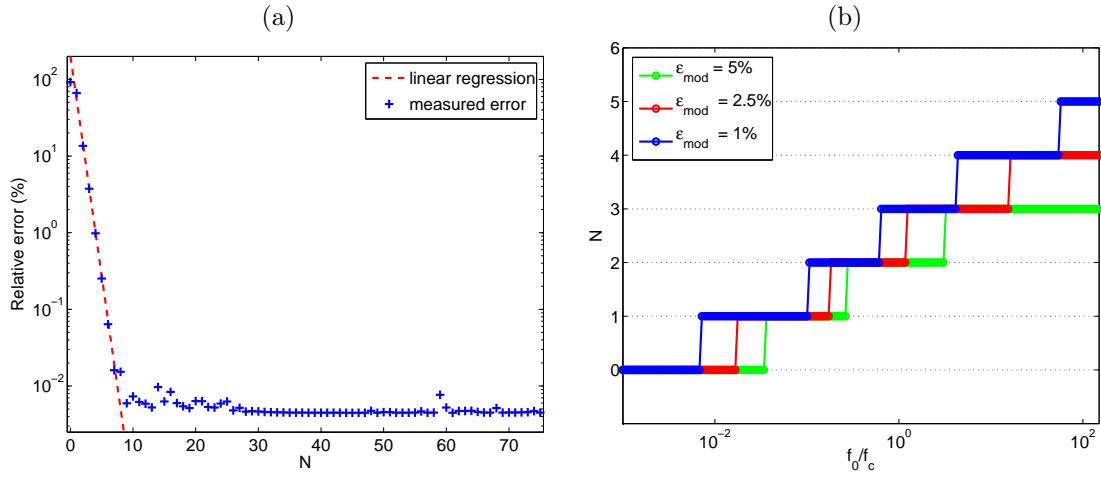 (a)
10^2
10^1
10^0
10^-1
10^-2
Relative error (%)
linear regression
measured error
0 10 20 30 40 50 60 70
N
(b)
6
5
4
3
2
1
0
N
ε_mod = 5%
ε_mod = 2.5%
ε_mod = 1%
10^-2 10^0 10^2
f_0/f_c